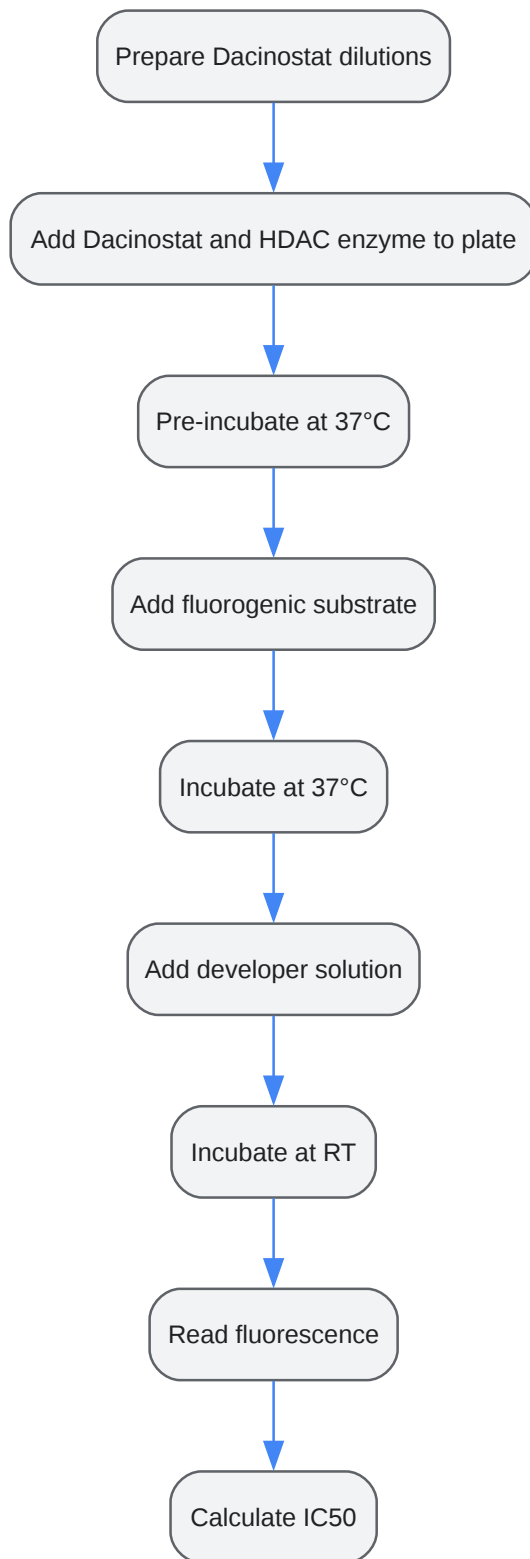 Prepare Dacinostat dilutions
Add Dacinostat and HDAC enzyme to plate
Pre-incubate at 37°C
Add fluorogenic substrate
Incubate at 37°C
Add developer solution
Incubate at RT
Read fluorescence
Calculate IC50